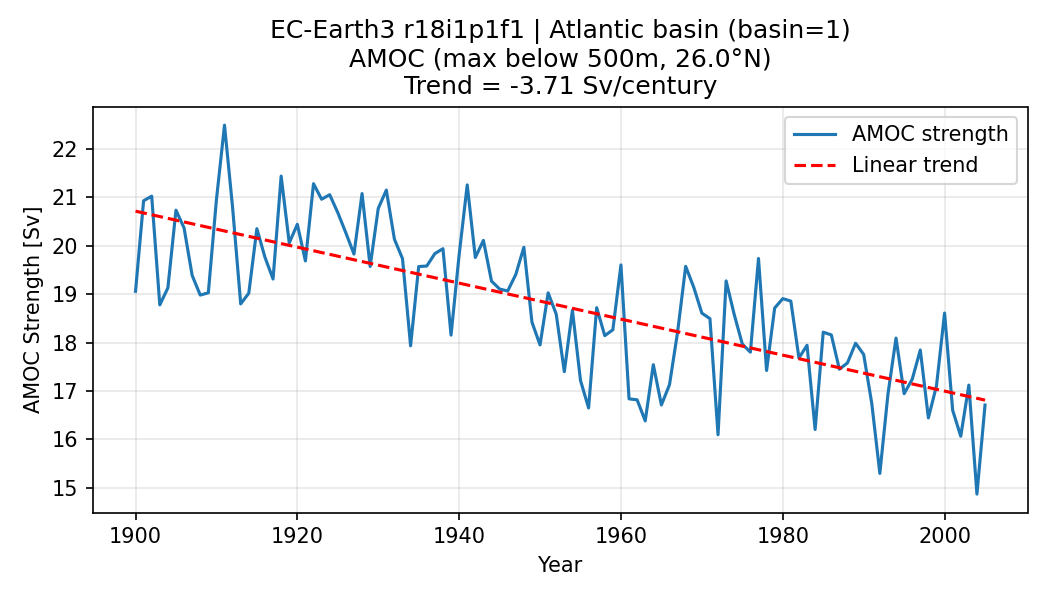 EC-Earth3 r18i1p1f1 | Atlantic basin (basin=1)
AMOC (max below 500m, 26.0°N)
Trend = -3.71 Sv/century
AMOC strength
Linear trend
AMOC Strength [Sv]
22
21
20
19
18
17
16
15
1900
1920
1940
1960
1980
2000
Year